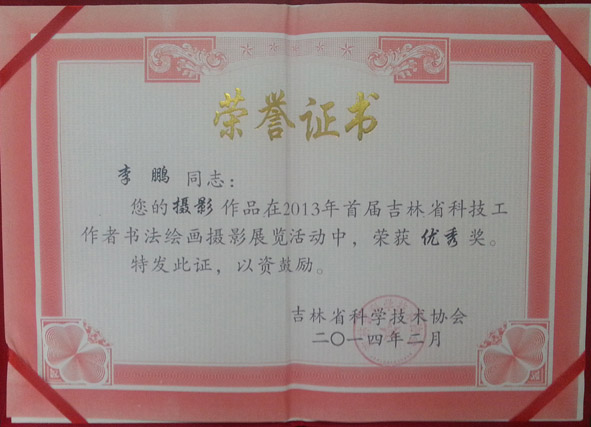 荣誉证书
李鹏 同志：
您的摄影作品在2013年首届吉林省科技工
作者书法绘画摄影展览活动中，荣获优秀奖。
特发此证，以资鼓励。
吉林省科学技术协会
二〇一四年二月